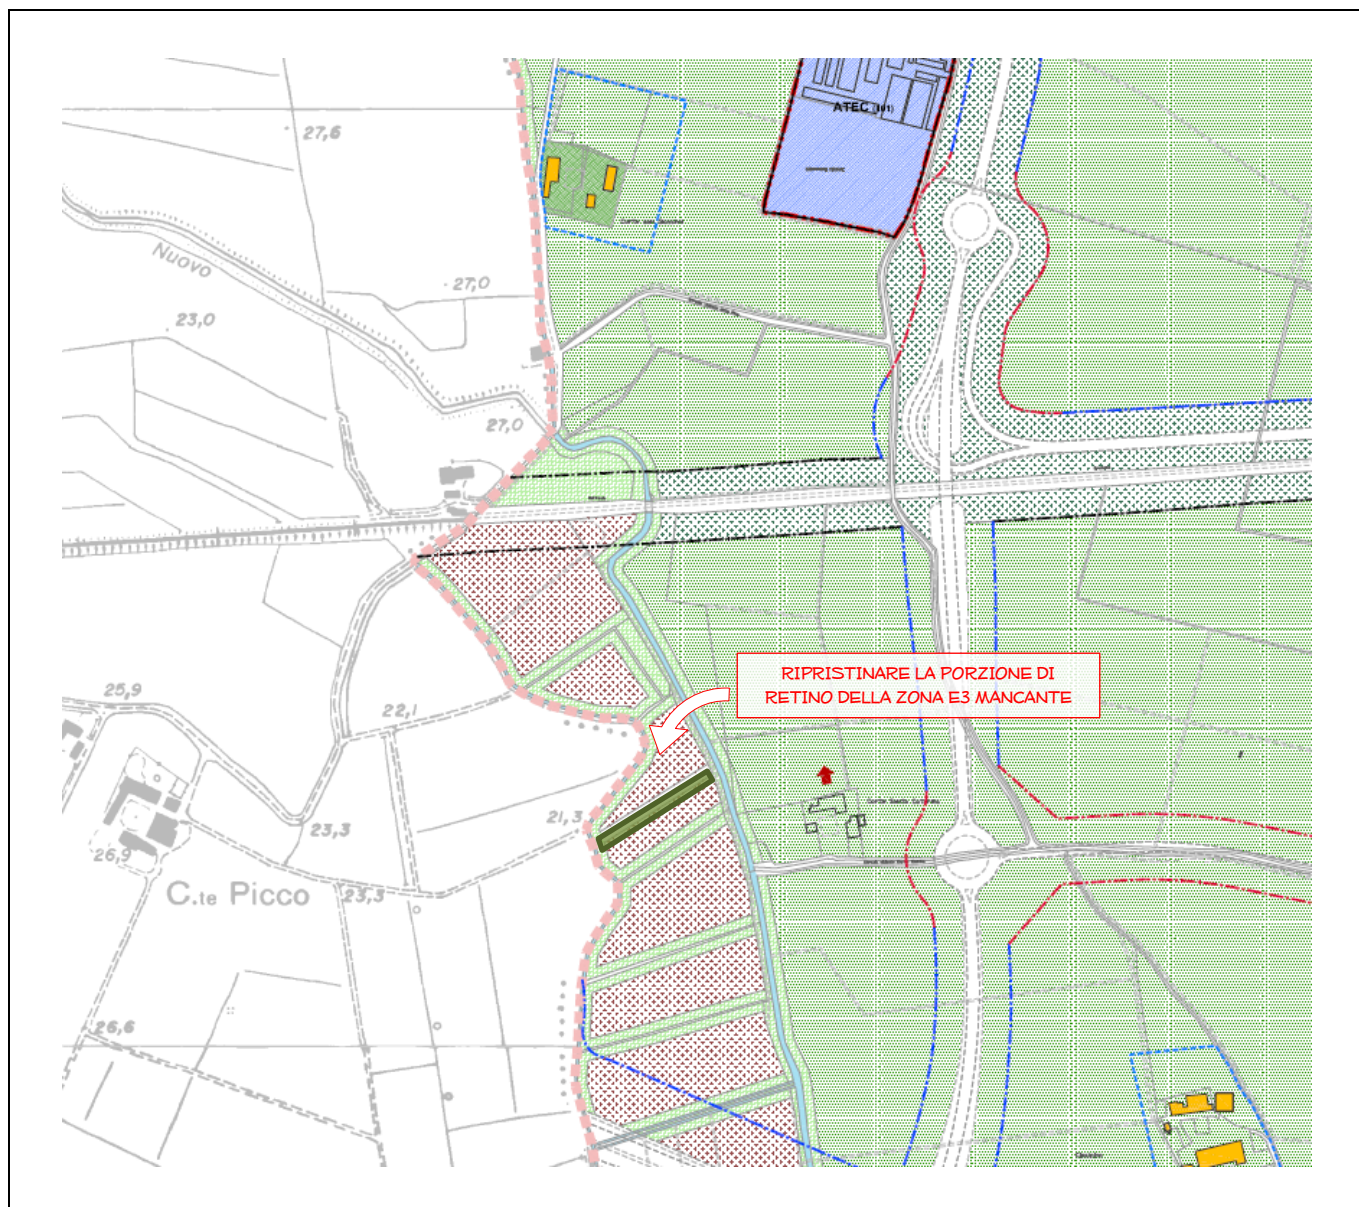 ATEC (101)
27,6
Nuovo
27,0
23,0
27,0
RIPRISTINARE LA PORZIONE DI
RETINO DELLA ZONA E3 MANCANTE
25,9
22,1
21,3
23,3
26,9
C.te Picco
23,3
26,6